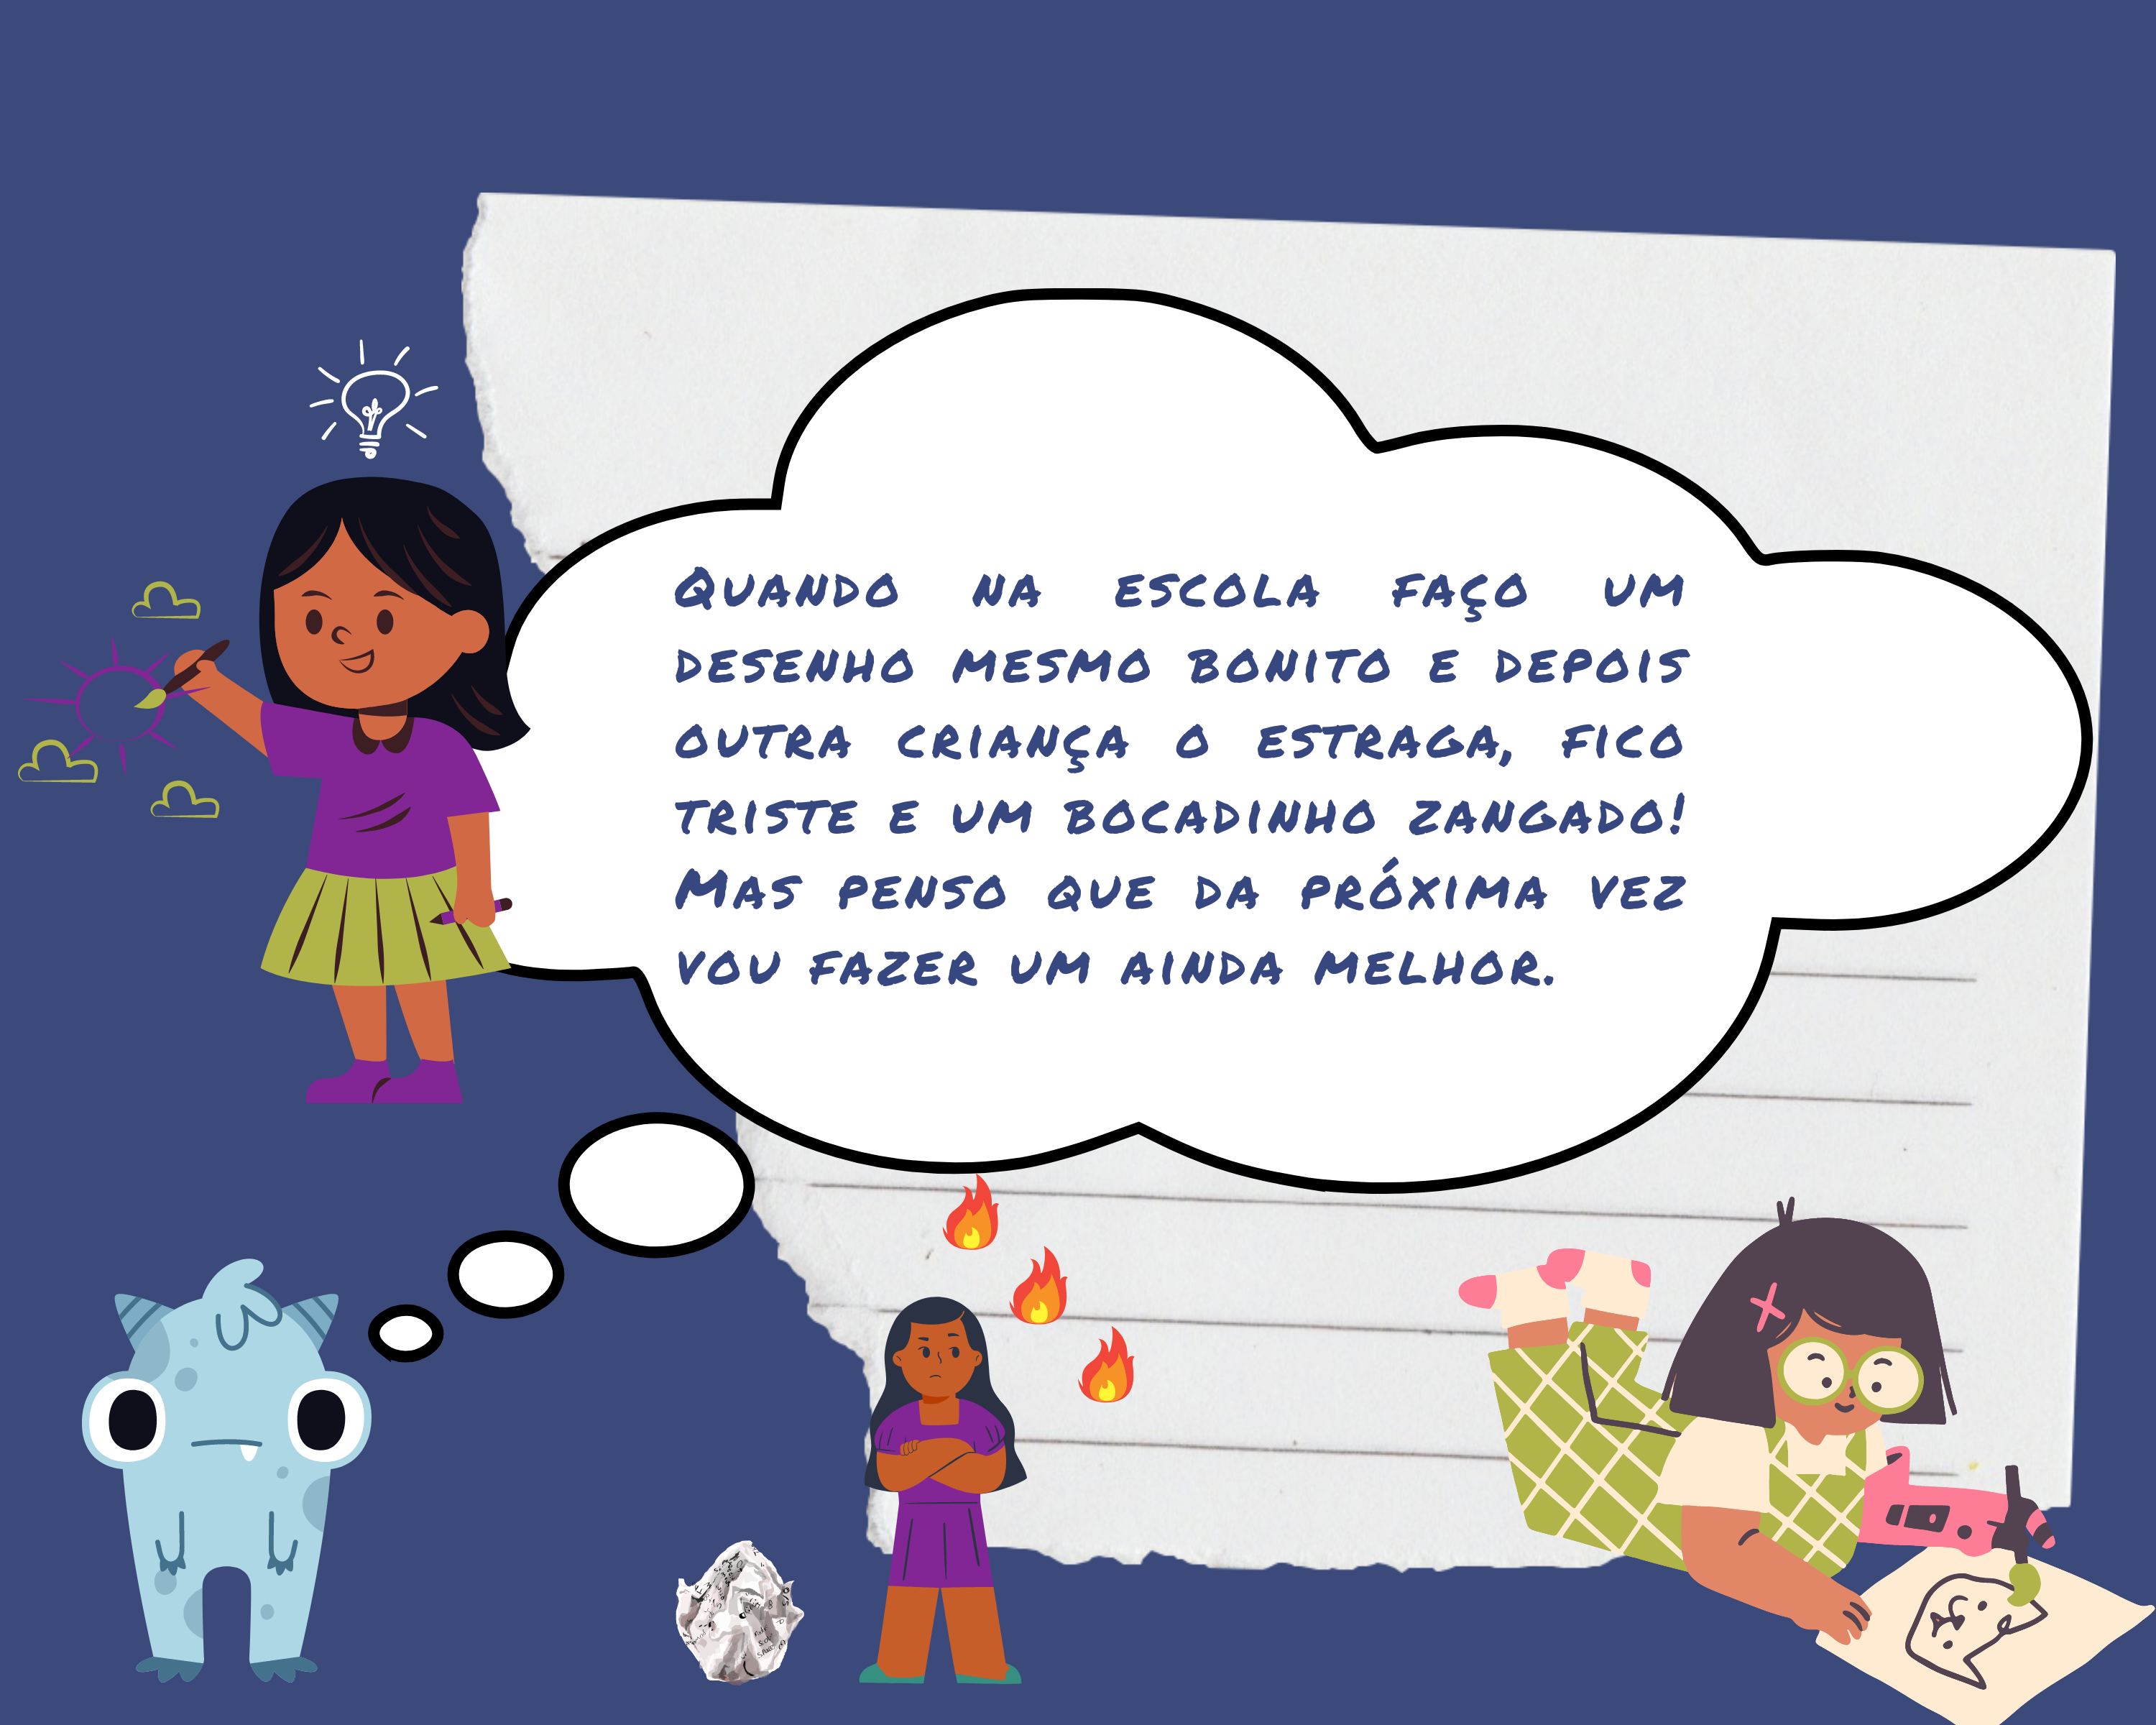 Quando na escola faço um
desenho mesmo bonito e depois
outra criança o estraga, fico
triste e um bocadinho zangado!
Mas penso que da próxima vez
vou fazer um ainda melhor.